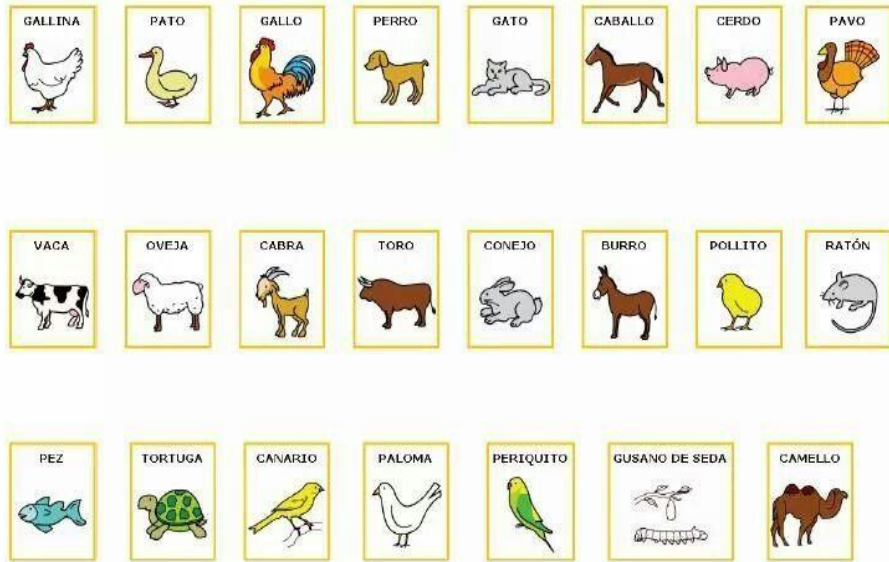 GALLINA
PATO
GALLO
PERRO
GATO
CABALLO
CERDO
PAVO
VACA
OVEJA
CABRA
TORO
CONEJO
BURRO
POLLITO
RATÓN
PEZ
TORTUGA
CANARIO
PALOMA
PERIQUITO
GUSANO DE SEDA
CAMELLO